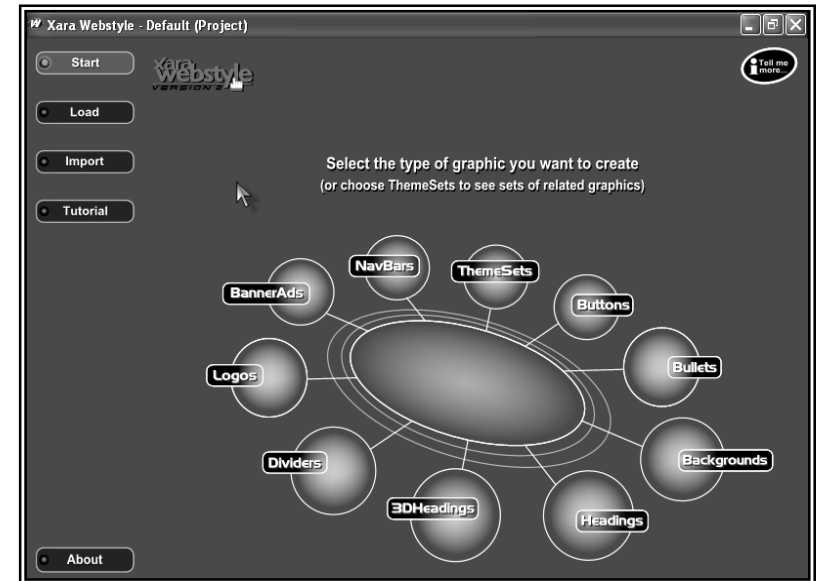 Xara Webstyle - Default (Project)
Start
Xara
Webstyle
VERSION 2
Tell me
more...
Load
Import
Tutorial
Select the type of graphic you want to create
(or choose ThemeSets to see sets of related graphics)
NavBars
ThemeSets
BannerAds
Buttons
Logos
Bullets
Dividers
Backgrounds
3DHeadings
Headings
About